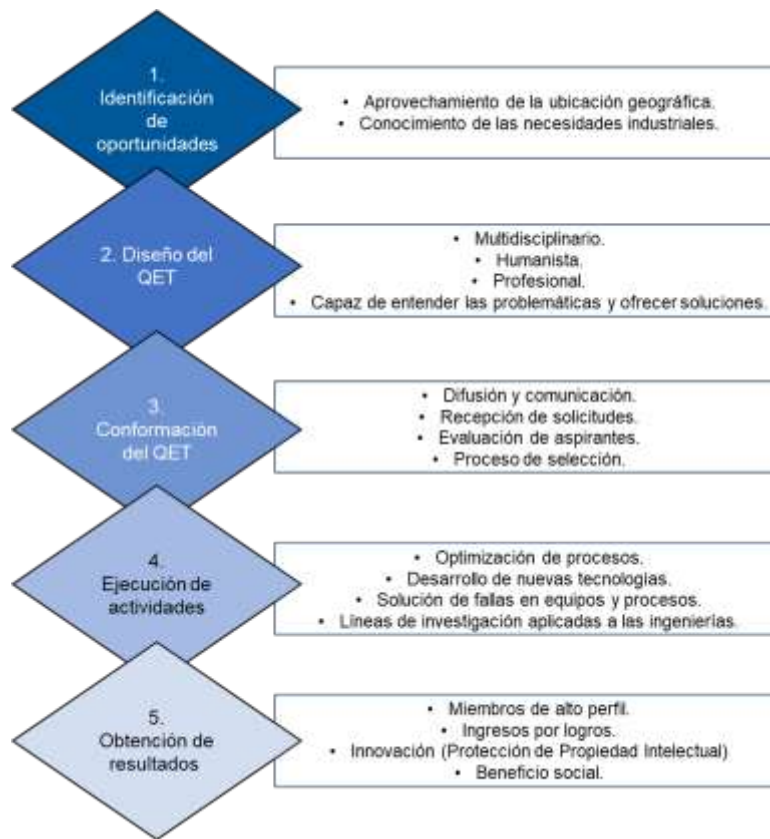 1.
Identificación
de
oportunidades
• Aprovechamiento de la ubicación geográfica.
• Conocimiento de las necesidades industriales.
2. Diseño del
QET
• Multidisciplinario.
• Humanista.
• Profesional.
• Capaz de entender las problemáticas y ofrecer soluciones.
3.
Conformación
del QET
• Difusión y comunicación.
• Recepción de solicitudes.
• Evaluación de aspirantes.
• Proceso de selección.
4.
Ejecución de
actividades
• Optimización de procesos.
• Desarrollo de nuevas tecnologías.
• Solución de fallas en equipos y procesos.
• Líneas de investigación aplicadas a las ingenierías.
5.
Obtención de
resultados
• Miembros de alto perfil.
• Ingresos por logros.
• Innovación (Protección de Propiedad Intelectual)
• Beneficio social.